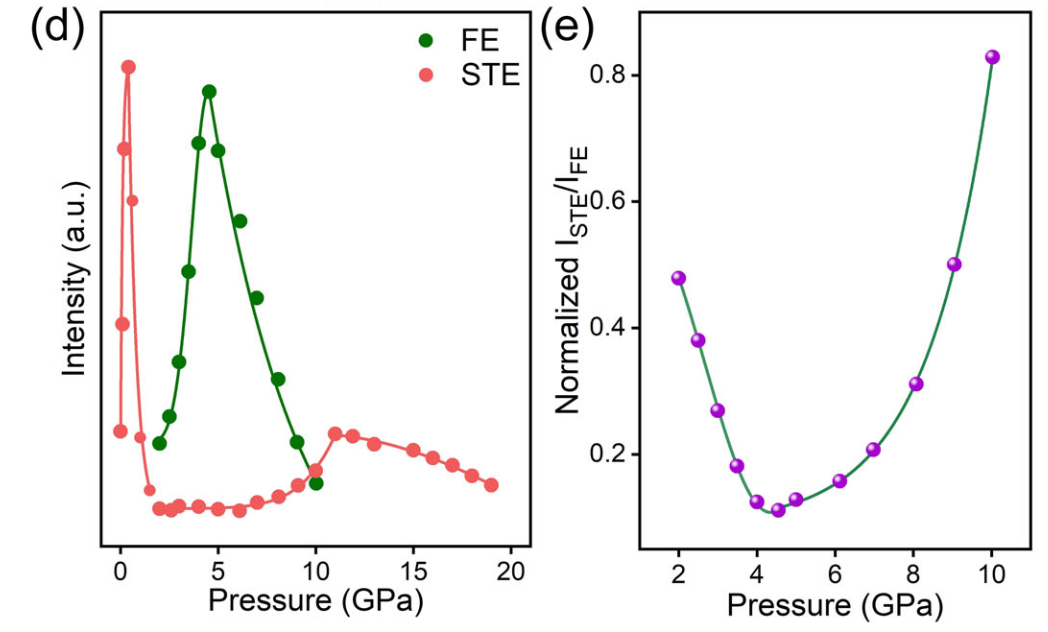 (d)
FE
STE
Intensity (a.u.)
0 5 10 15 20
Pressure (GPa)
(e)
Normalized I_STE/I_FE
0.8
0.6
0.4
0.2
2 4 6 8 10
Pressure (GPa)